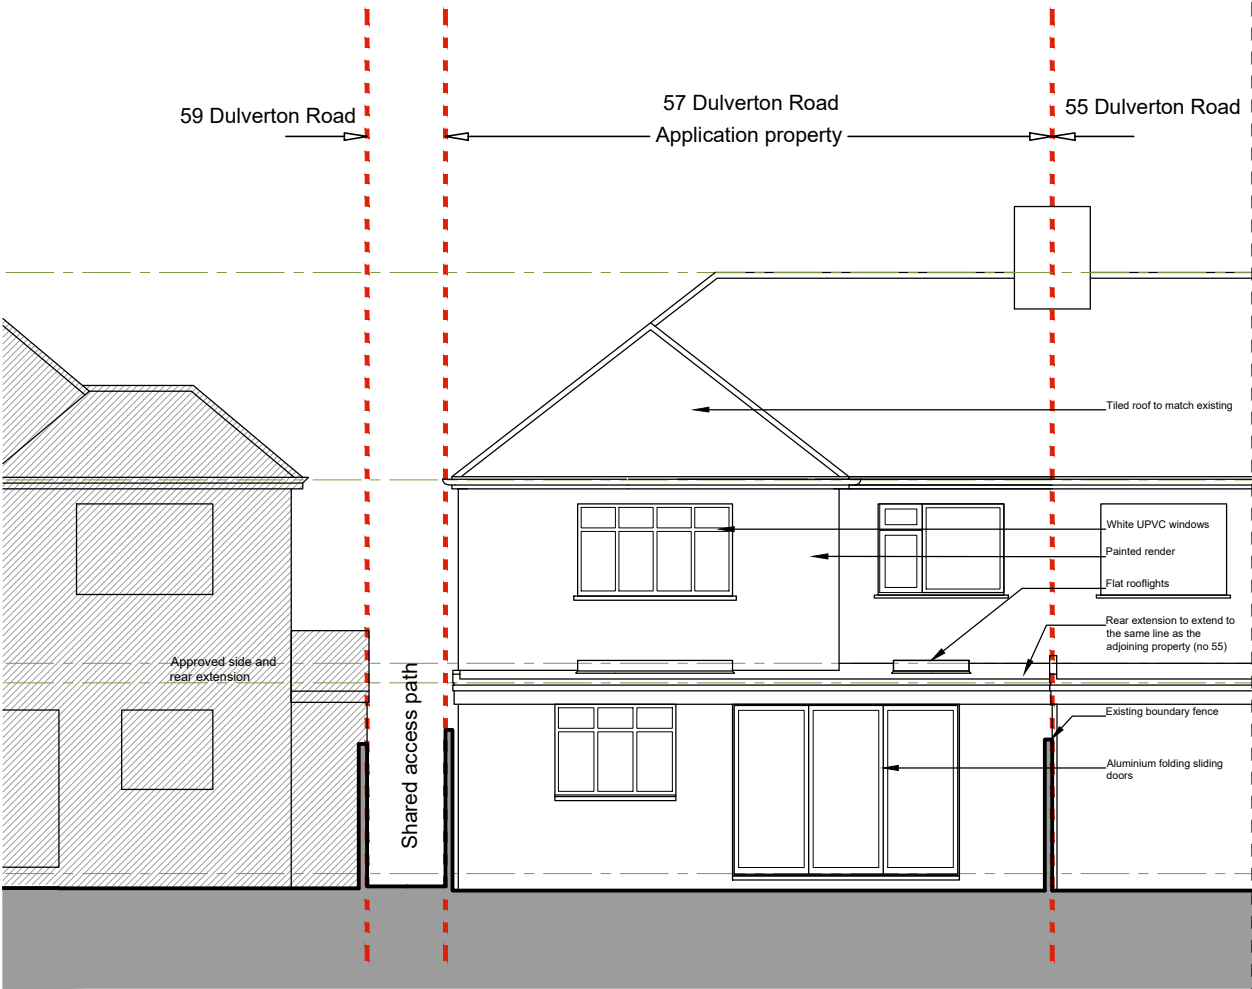 59 Dulverton Road
57 Dulverton Road
Application property
55 Dulverton Road
Tiled roof to match existing
White UPVC windows
Painted render
Flat rooflights
Rear extension to extend to
the same line as the
adjoining property (no 55)
Approved side and
rear extension
Shared access path
Existing boundary fence
Aluminium folding sliding
doors